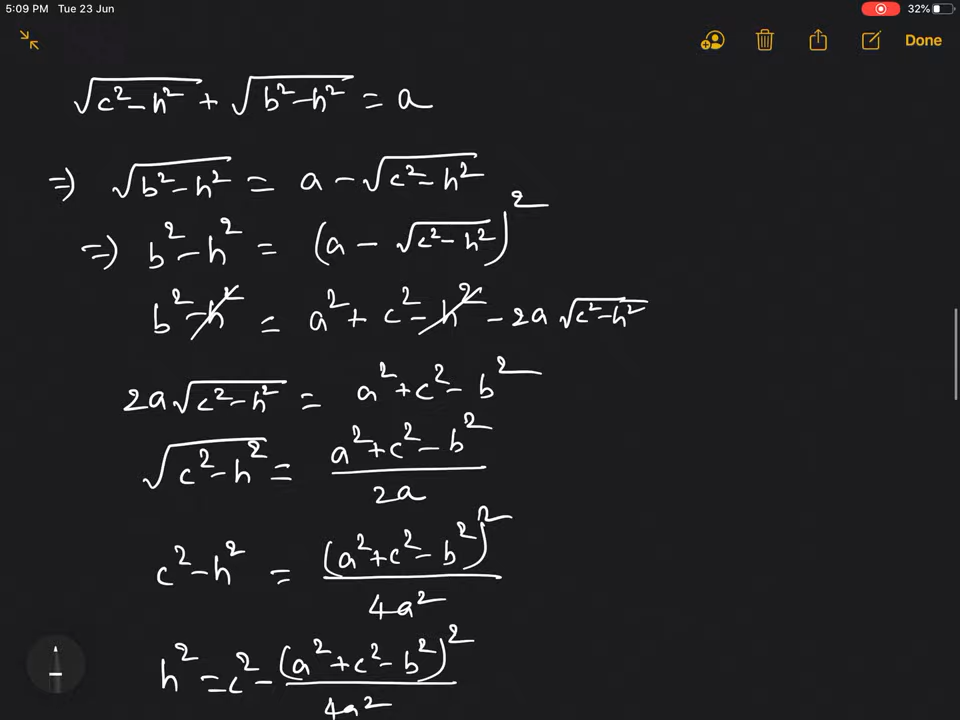 5:09 PM Tue 23 Jun 32%
Done
√(c²-h²) + √(b²-h²) = a
⇒) √(b²-h²) = a - √(c²-h²)
⇒) b²-h² = (a - √(c²-h²))²
b²-h² = a² + c² - h² - 2a √(c²-h²)
2a√(c²-h²) = a²+c²-b²
√(c²-h²) = (a²+c²-b²)/2a
c²-h² = (a²+c²-b²)²/4a²
h² = c² - (a²+c²-b²)²/4a²